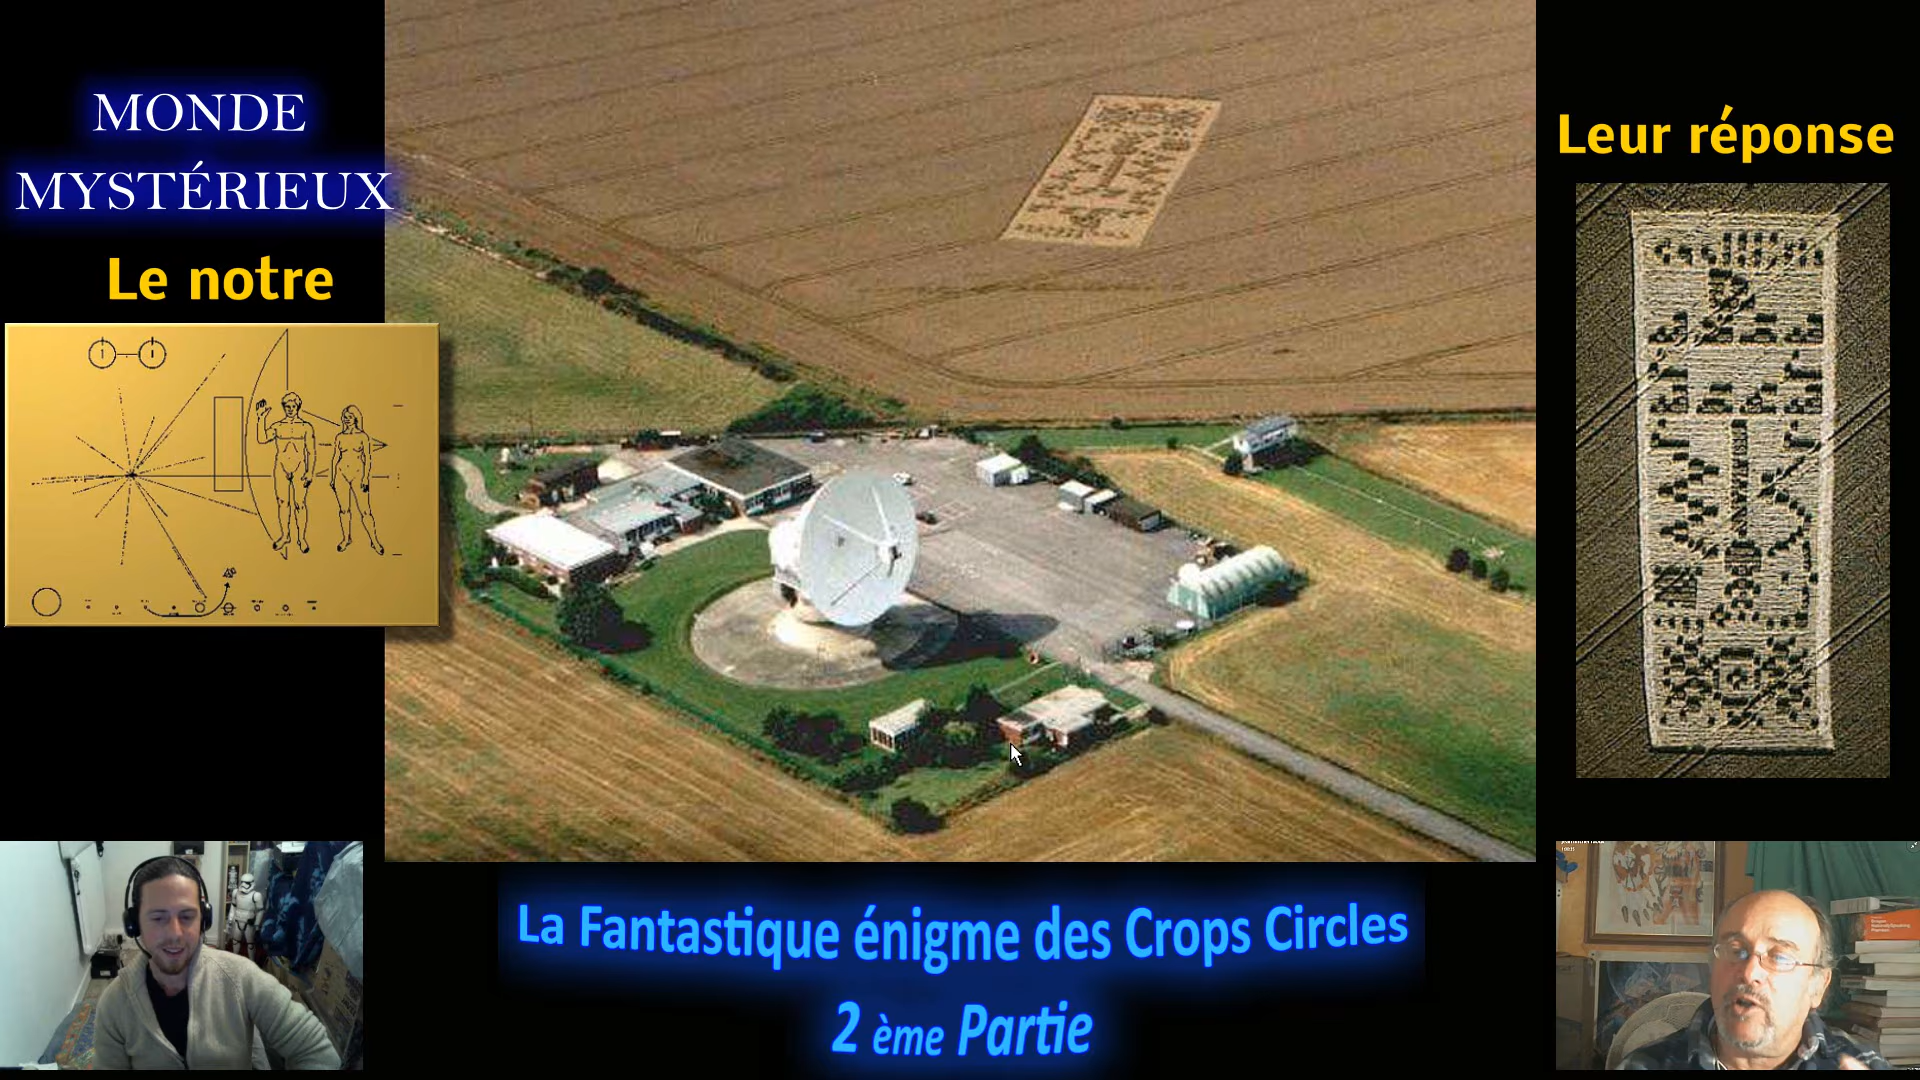 MONDE
MYSTÉRIEUX
Le notre
Leur réponse
La Fantastique énigme des Crops Circles
2 ème Partie